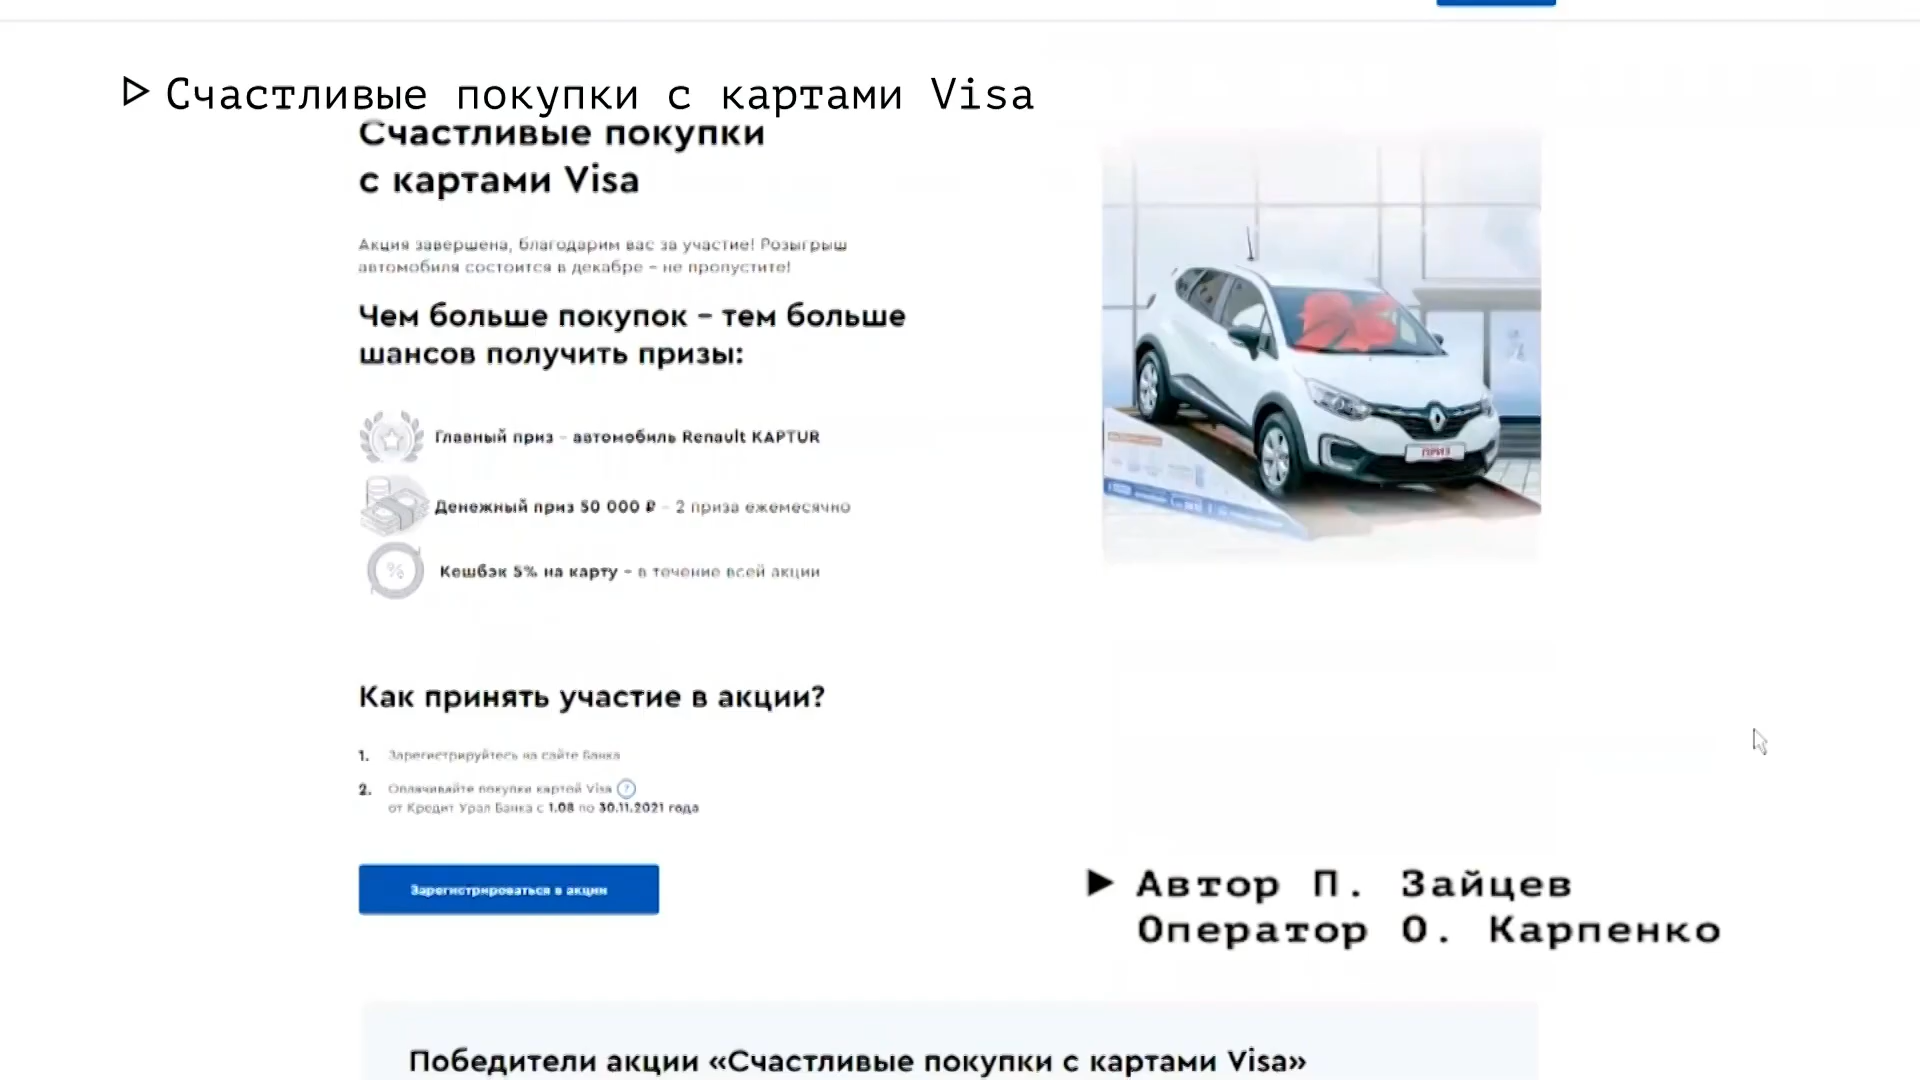 Счастливые покупки с картами Visa
Счастливые покупки
с картами Visa
Акция завершена, благодарим вас за участие! Розыгрыш
автомобиля состоится в декабре – не пропустите!
Чем больше покупок – тем больше
шансов получить призы:
Главный приз – автомобиль Renault KAPTUR
Денежный приз 50 000 ₽ – 2 приза ежемесячно
%
Кешбэк 5% на карту – в течение всей акции
ПРИЗ
Как принять участие в акции?
1. Зарегистрируйтесь на сайте Банка
2. Оплачивайте покупки картой Visa ?
от Кредит Урал Банка с 1.08 по 30.11.2021 года
Зарегистрироваться в акции
Автор П. Зайцев
Оператор О. Карпенко
Победители акции «Счастливые покупки с картами Visa»